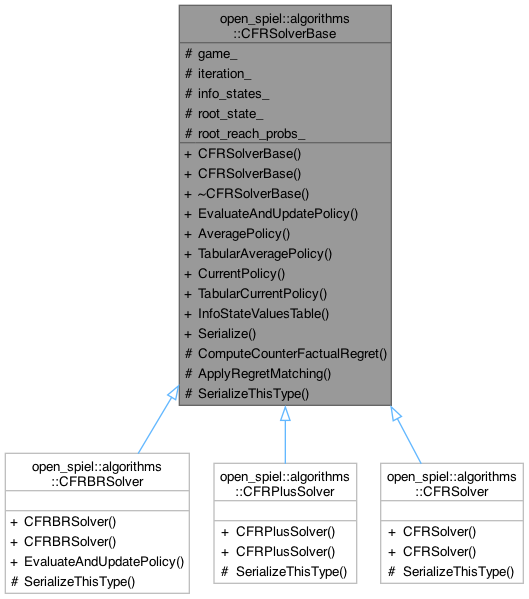 open_spiel::algorithms
::CFRSolverBase
# game_
# iteration_
# info_states_
# root_state_
# root_reach_probs_
+ CFRSolverBase()
+ CFRSolverBase()
+ ~CFRSolverBase()
+ EvaluateAndUpdatePolicy()
+ AveragePolicy()
+ TabularAveragePolicy()
+ CurrentPolicy()
+ TabularCurrentPolicy()
+ InfoStateValuesTable()
+ Serialize()
# ComputeCounterFactualRegret()
# ApplyRegretMatching()
# SerializeThisType()
open_spiel::algorithms
::CFRBRSolver
+ CFRBRSolver()
+ CFRBRSolver()
+ EvaluateAndUpdatePolicy()
# SerializeThisType()
open_spiel::algorithms
::CFRPlusSolver
+ CFRPlusSolver()
+ CFRPlusSolver()
# SerializeThisType()
open_spiel::algorithms
::CFRSolver
+ CFRSolver()
+ CFRSolver()
# SerializeThisType()